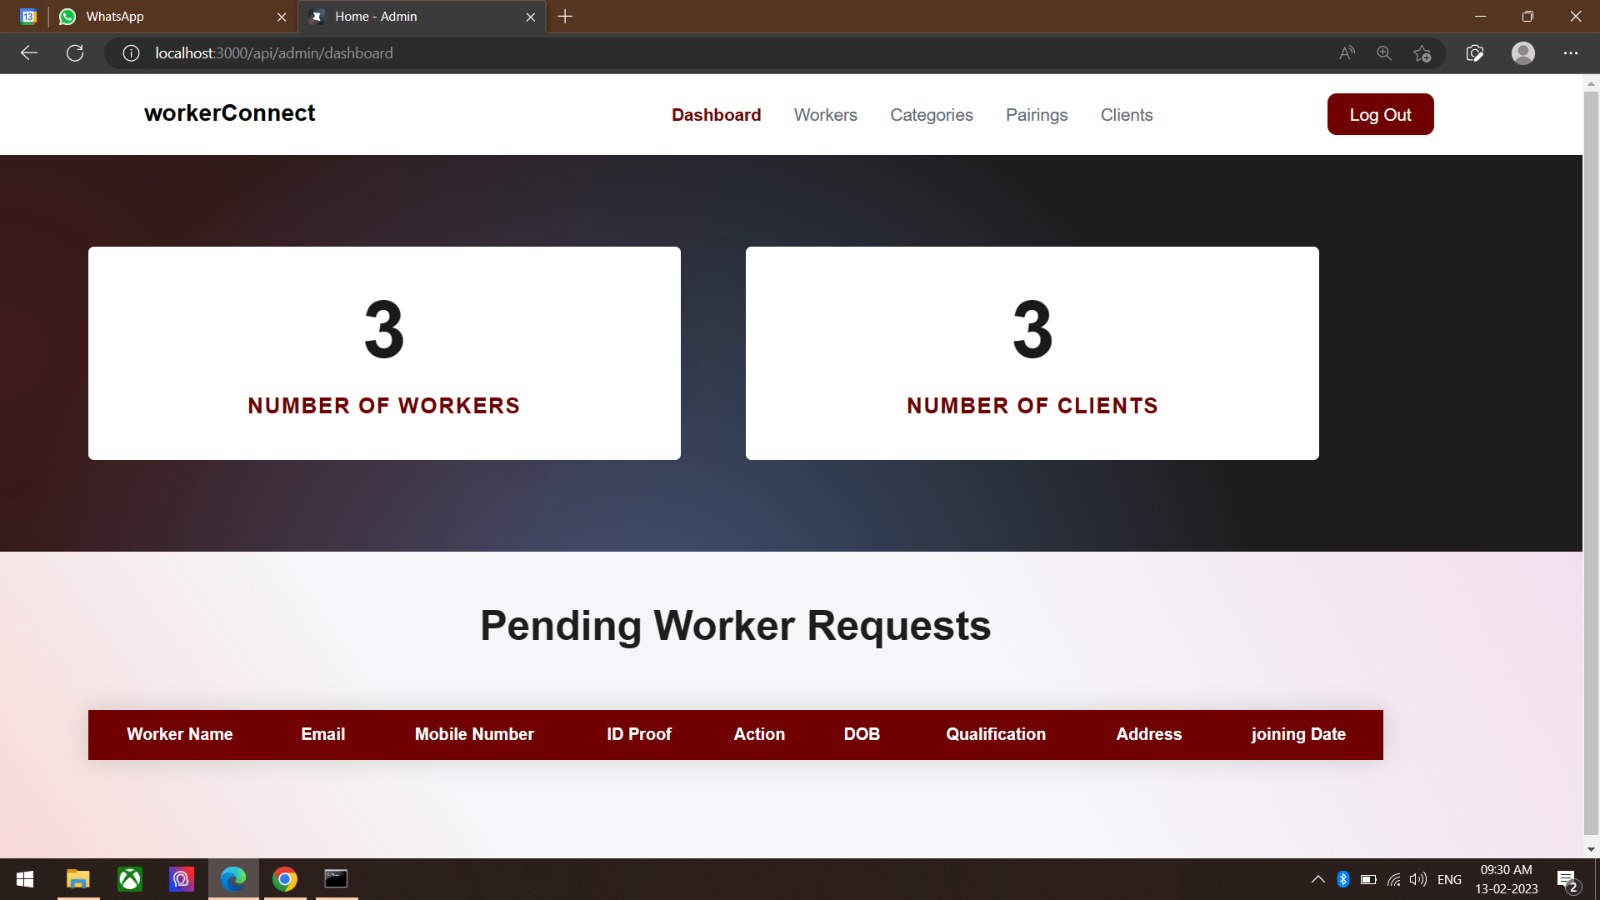 13 WhatsApp Home - Admin
localhost:3000/api/admin/dashboard
workerConnect Dashboard Workers Categories Pairings Clients Log Out
3 3
NUMBER OF WORKERS NUMBER OF CLIENTS
Pending Worker Requests
Worker Name Email Mobile Number ID Proof Action DOB Qualification Address joining Date
ENG 09:30 AM
13-02-2023 2